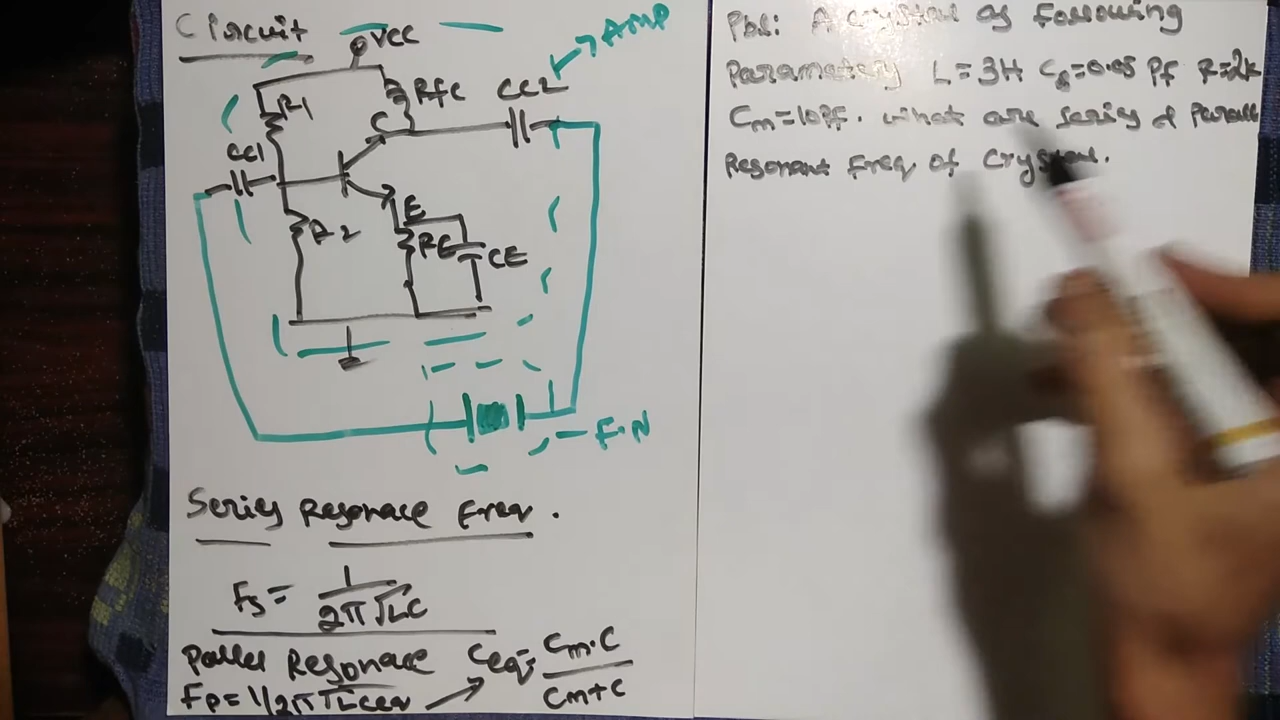 Circuit
VCC
AMP
R1
RFC
CC2
C
CC1
R2
E
RE
CE
F.N
Series Resonace Freq.
Fs = 1/2π√LC
Parallel Resonace
Fp = 1/2π√LCeq
Ceq = Cm.C/Cm+C
Pbl: A crystal of following
Parameters L=3H Cs=0.05 Pf R=2k
Cm=10PF. what are series & Parallel
Resonant Freq of Crystal.